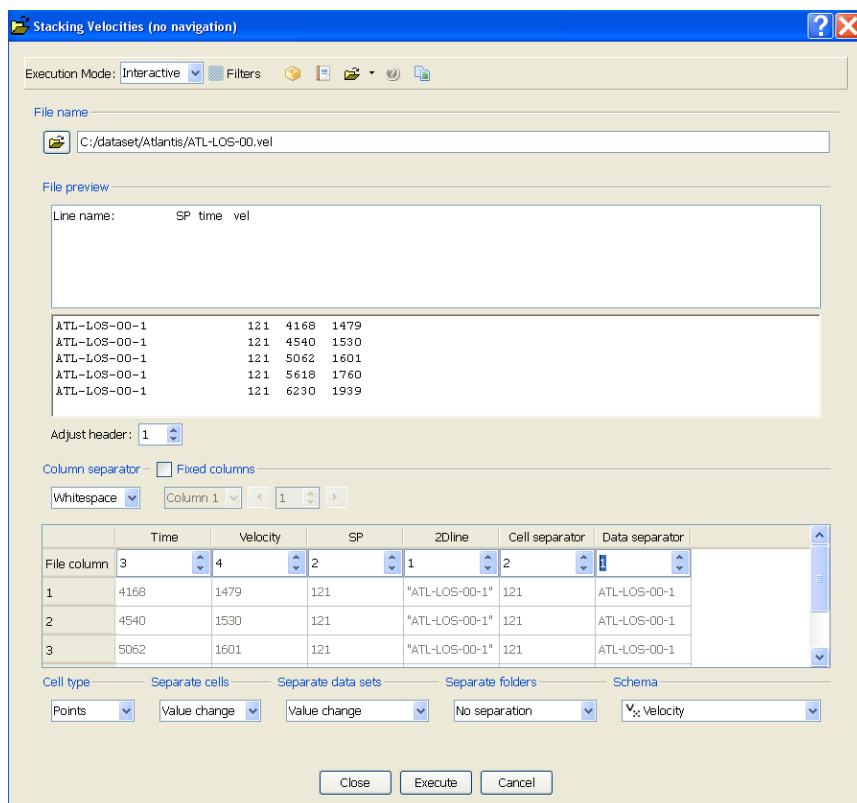 Stacking Velocities (no navigation)
Execution Mode: Interactive Filters
File name
C:/dataset/Atlantis/ATL-LOS-00.vel
File preview
Line name: SP time vel
ATL-LOS-00-1 121 4168 1479
ATL-LOS-00-1 121 4540 1530
ATL-LOS-00-1 121 5062 1601
ATL-LOS-00-1 121 5618 1760
ATL-LOS-00-1 121 6230 1939
Adjust header: 1
Column separator Fixed columns
Whitespace Column 1 < 1 >
Time Velocity SP 2Dline Cell separator Data separator
File column 3 4 2 1 2 1
1 4168 1479 121 "ATL-LOS-00-1" 121 ATL-LOS-00-1
2 4540 1530 121 "ATL-LOS-00-1" 121 ATL-LOS-00-1
3 5062 1601 121 "ATL-LOS-00-1" 121 ATL-LOS-00-1
Cell type Separate cells Separate data sets Separate folders Schema
Points Value change Value change No separation Velocity
Close Execute Cancel